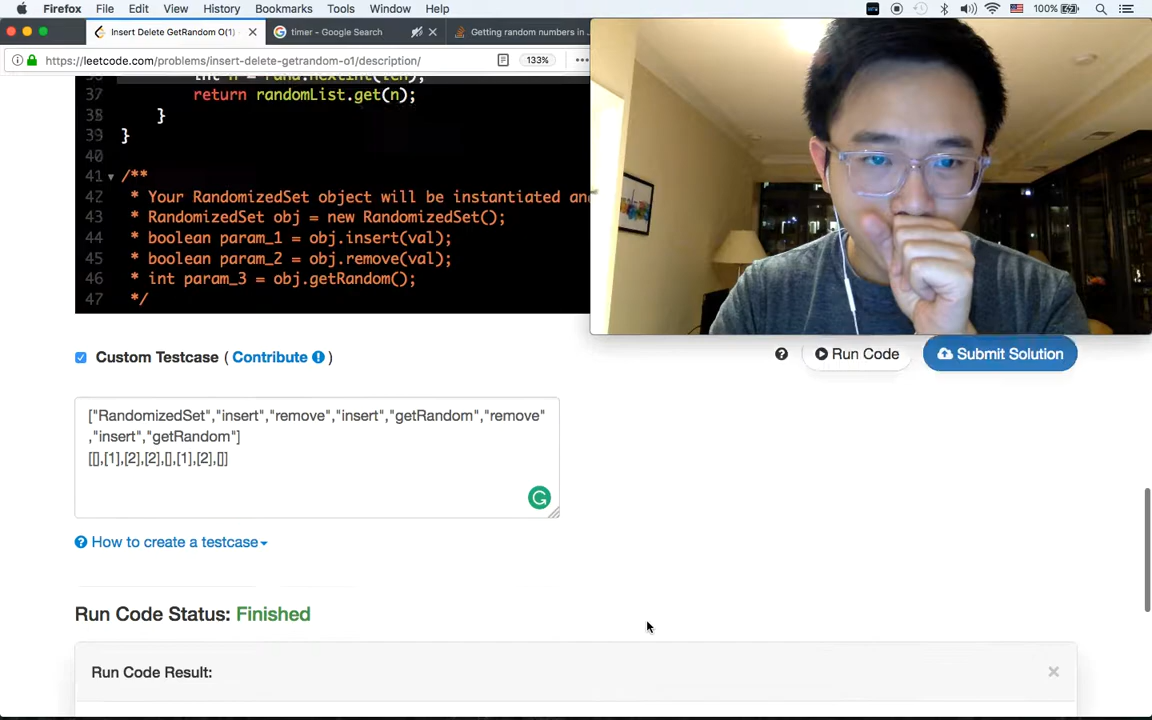 Firefox File Edit View History Bookmarks Tools Window Help 100%
Insert Delete GetRandom O(1) timer - Google Search Getting random numbers in
https://leetcode.com/problems/insert-delete-getrandom-o1/description/ 133%
36 int n = rand.nextInt(len);
37 return randomList.get(n);
38 }
39 }
40
41 /**
42 * Your RandomizedSet object will be instantiated
43 * RandomizedSet obj = new RandomizedSet();
44 * boolean param_1 = obj.insert(val);
45 * boolean param_2 = obj.remove(val);
46 * int param_3 = obj.getRandom();
47 */
Custom Testcase ( Contribute )
Run Code Submit Solution
["RandomizedSet","insert","remove","insert","getRandom","remove"
,"insert","getRandom"]
[[],[1],[2],[2],[],[1],[2],[]]
How to create a testcase
Run Code Status: Finished
Run Code Result: ×